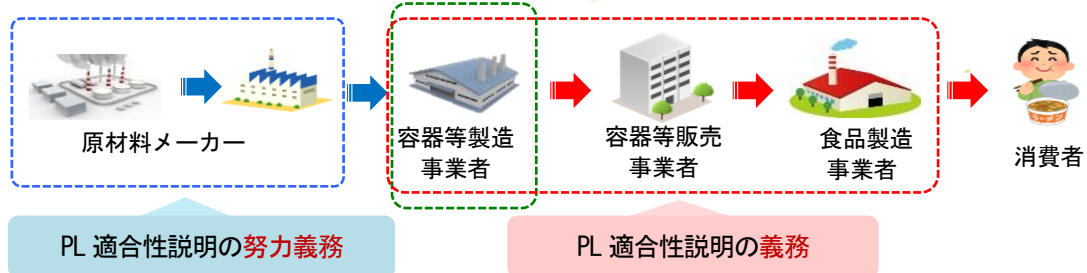 原材料メーカー
容器等製造
事業者
容器等販売
事業者
食品製造
事業者
消費者
PL 適合性説明の努力義務
PL 適合性説明の義務